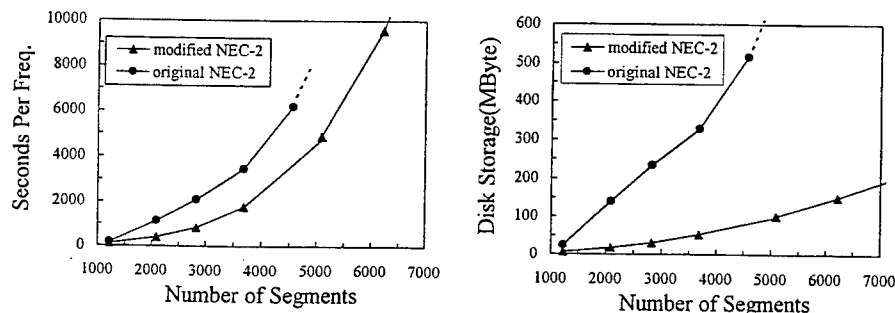 10000
8000
6000
4000
2000
0
Seconds Per Freq.
modified NEC-2
original NEC-2
1000 2000 3000 4000 5000 6000 7000
Number of Segments
600
500
400
300
200
100
0
Disk Storage(MByte)
modified NEC-2
original NEC-2
1000 2000 3000 4000 5000 6000 7000
Number of Segments